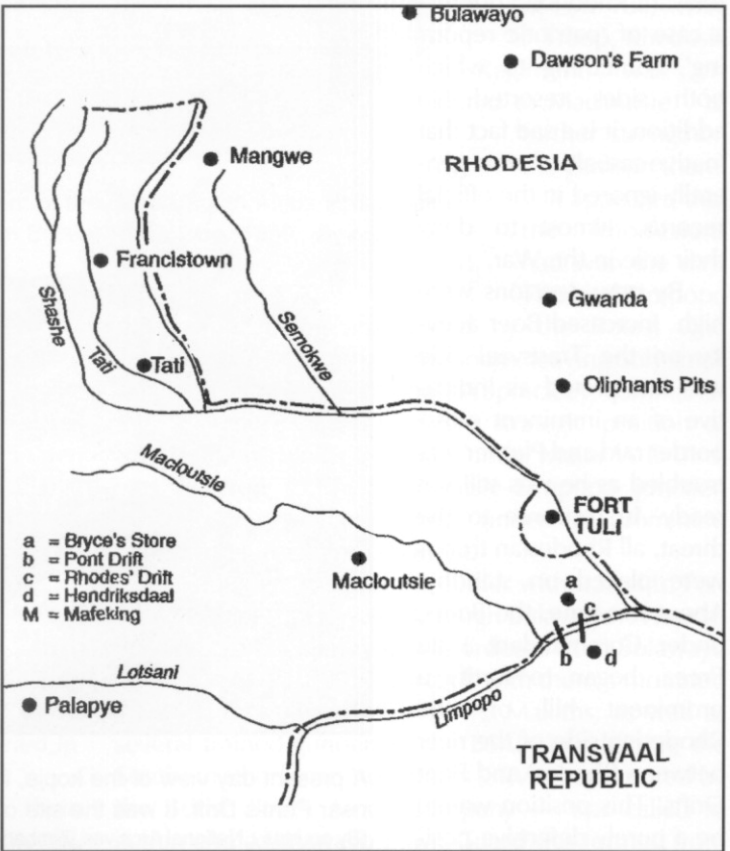 Bulawayo
Dawson's Farm
Mangwe
RHODESIA
Francistown
Gwanda
Shashe
Tati
Semokwe
Tati
Oliphants Pits
Macloutsie
FORT
TULI
a = Bryce's Store
b = Pont Drift
c = Rhodes' Drift
d = Hendriksdaal
M = Mafeking
Macloutsie
a
c
b
d
Lotsani
Palapye
Limpopo
TRANSVAAL
REPUBLIC